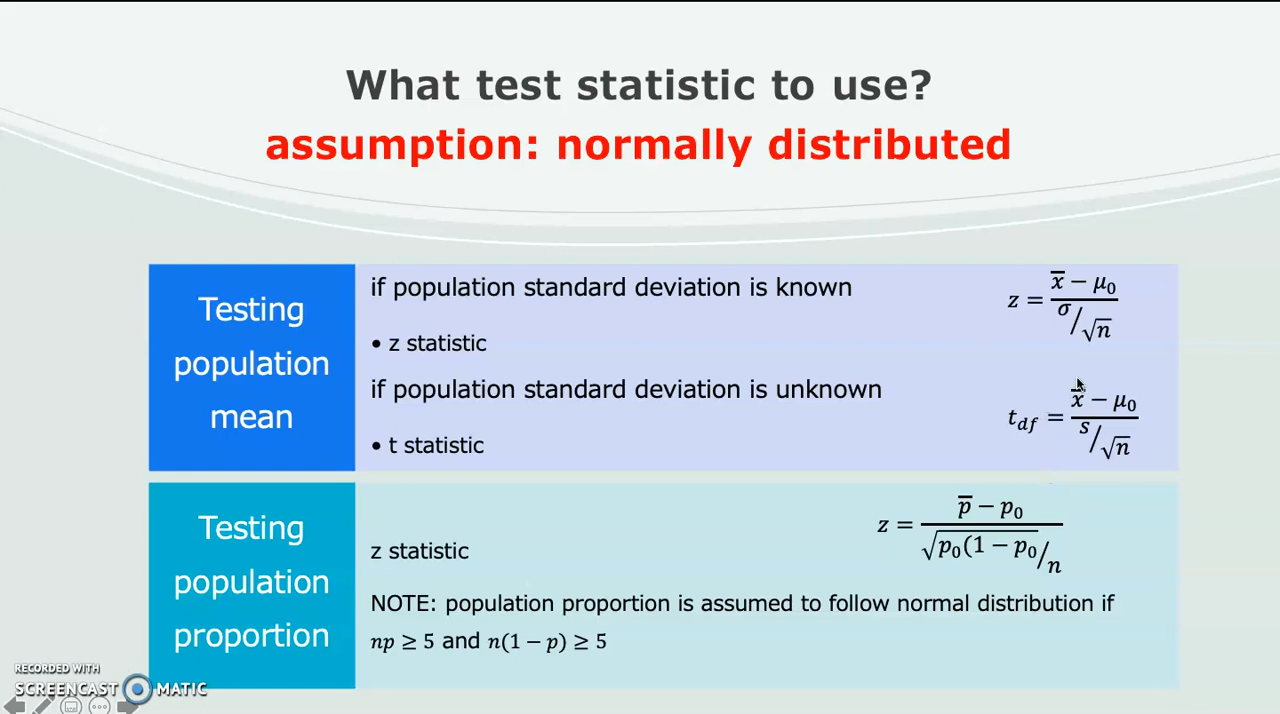 What test statistic to use?
assumption: normally distributed
Testing
population
mean
if population standard deviation is known
• z statistic
z = x̅ − μ₀ / σ/√n
if population standard deviation is unknown
• t statistic
t_df = x̅ − μ₀ / s/√n
Testing
population
proportion
z statistic
z = p̅ − p₀ / √p₀(1 − p₀/n
NOTE: population proportion is assumed to follow normal distribution if
np ≥ 5 and n(1 − p) ≥ 5
RECORDED WITH
SCREENCAST MATIC